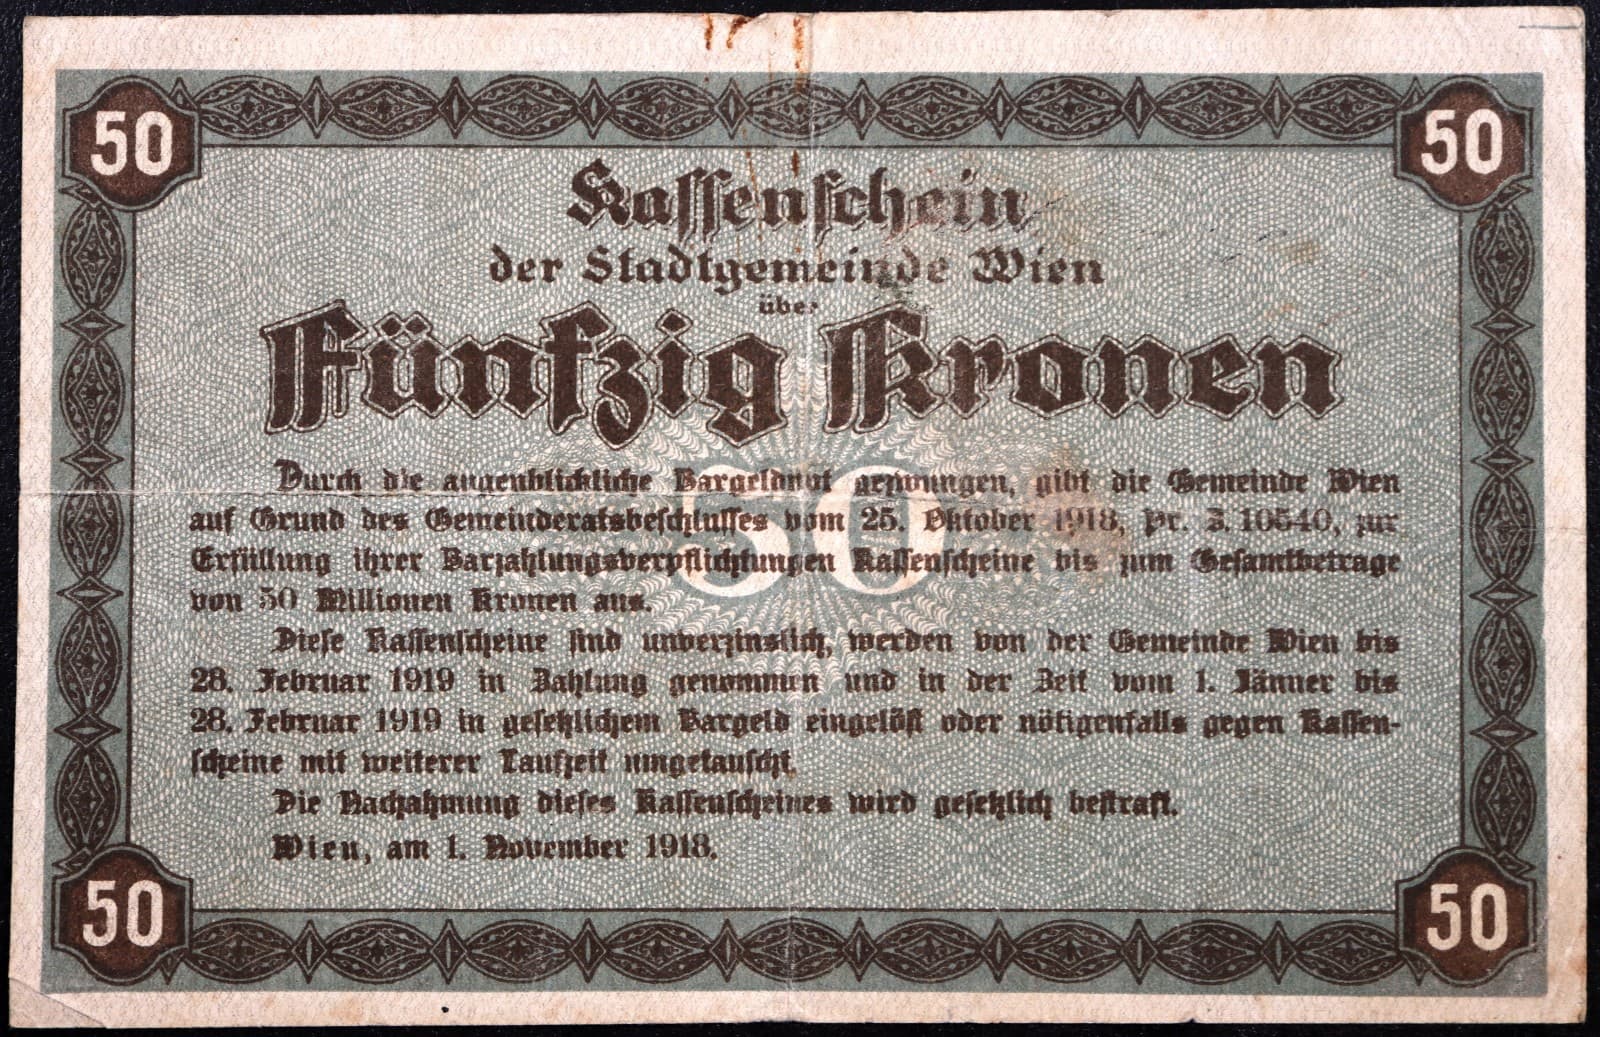 50 50
Kassenschein
der Stadtgemeinde Wien
über
Fünfzig Kronen
50
Durch die augenblickliche Bargeldnot gezwungen, gibt die Gemeinde Wien
auf Grund des Gemeinderatsbeschlusses vom 25. Oktober 1918, Pr. Z. 10540, zur
Erfüllung ihrer Barzahlungsverpflichtungen Kassenscheine bis zum Gesamtbetrage
von 50 Millionen Kronen aus.
Diese Kassenscheine sind unverzinslich, werden von der Gemeinde Wien bis
28. Februar 1919 in Zahlung genommen und in der Zeit vom 1. Jänner bis
28. Februar 1919 in gesetzlichem Bargeld eingelöst oder nötigenfalls gegen Kassen-
scheine mit weiterer Laufzeit umgetauscht.
Die Nachahmung dieses Kassenscheines wird gesetzlich bestraft.
Wien, am 1. November 1918.
50 50